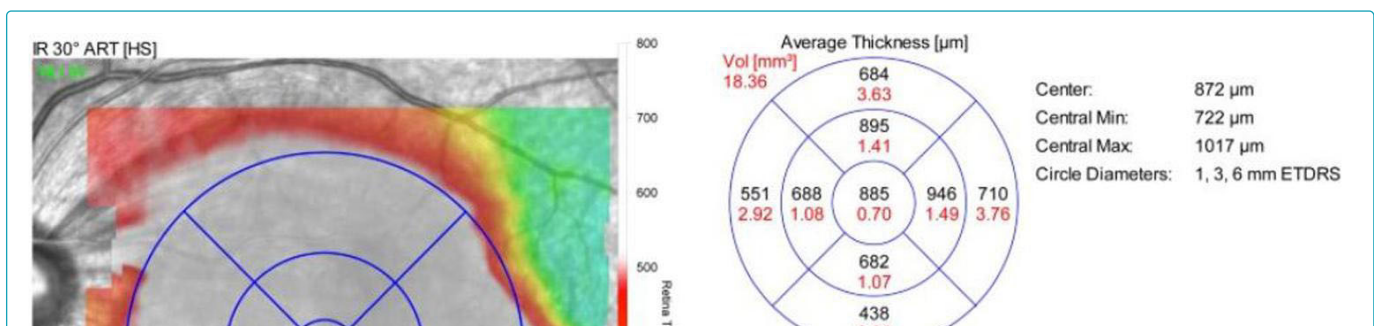 IR 30° ART [HS]
800
700
600
500
Retina T
Average Thickness [µm]
Vol [mm³]
18.36
684
3.63
895
1.41
551
2.92
688
1.08
885
0.70
946
1.49
710
3.76
682
1.07
438
Center: 872 µm
Central Min: 722 µm
Central Max: 1017 µm
Circle Diameters: 1, 3, 6 mm ETDRS